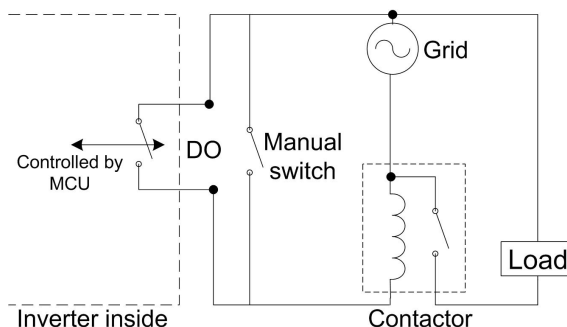 Grid
DO
Manual
switch
Controlled by
MCU
Load
Inverter inside
Contactor